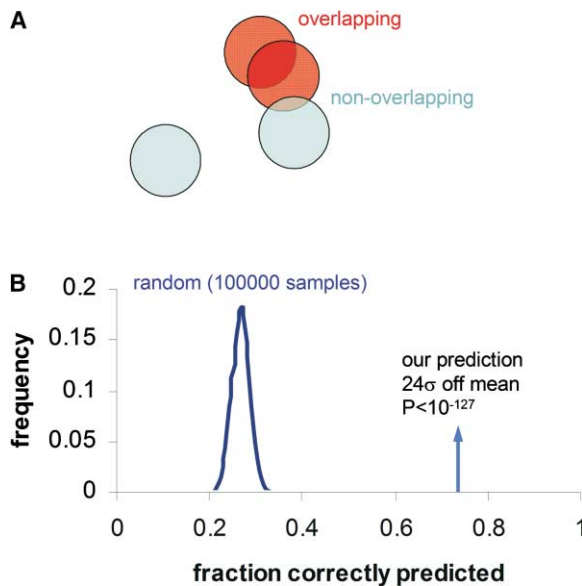 A
overlapping
non-overlapping
B
random (100000 samples)
frequency
0.2
0.15
0.1
0.05
0
our prediction
24σ off mean
P<10⁻¹²⁷
0 0.2 0.4 0.6 0.8 1
fraction correctly predicted